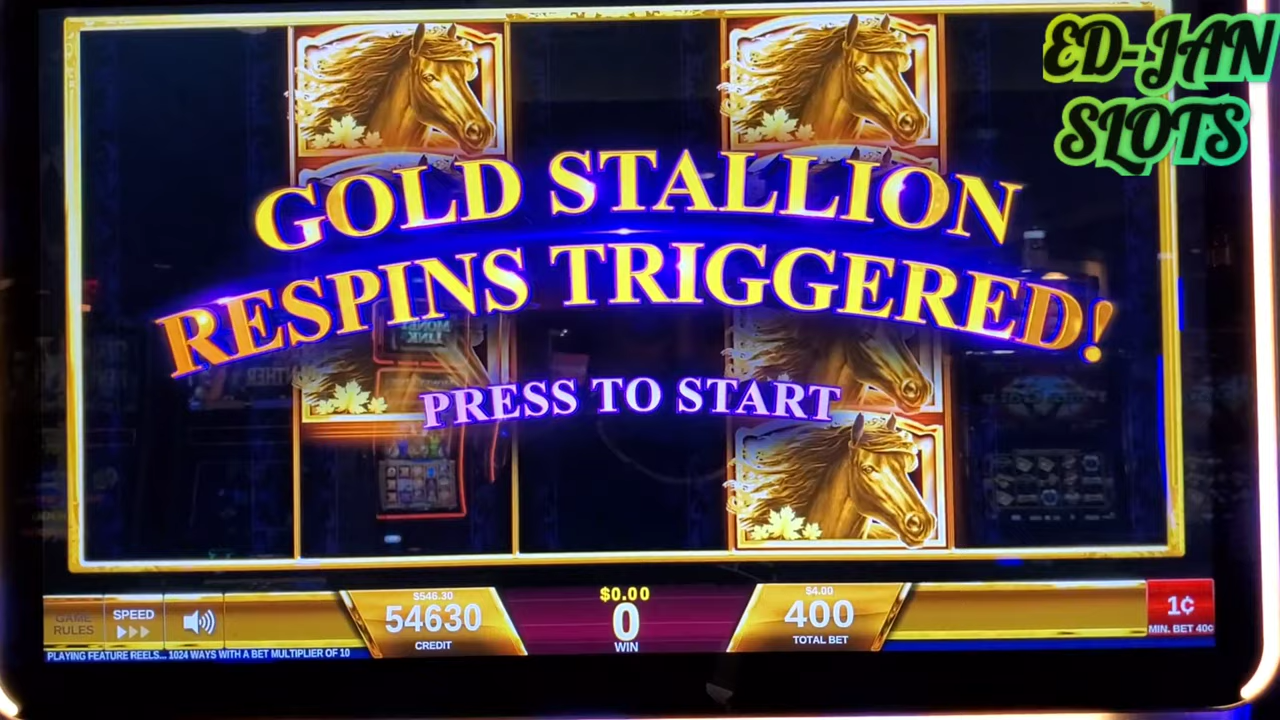 ED-JAN
SLOTS
GOLD STALLION
RESPINS TRIGGERED!
PRESS TO START
GAME
RULES
SPEED
$546.30
54630
CREDIT
$0.00
0
WIN
$4.00
400
TOTAL BET
1¢
MIN. BET 40¢
PLAYING FEATURE REELS... 1024 WAYS WITH A BET MULTIPLIER OF 10